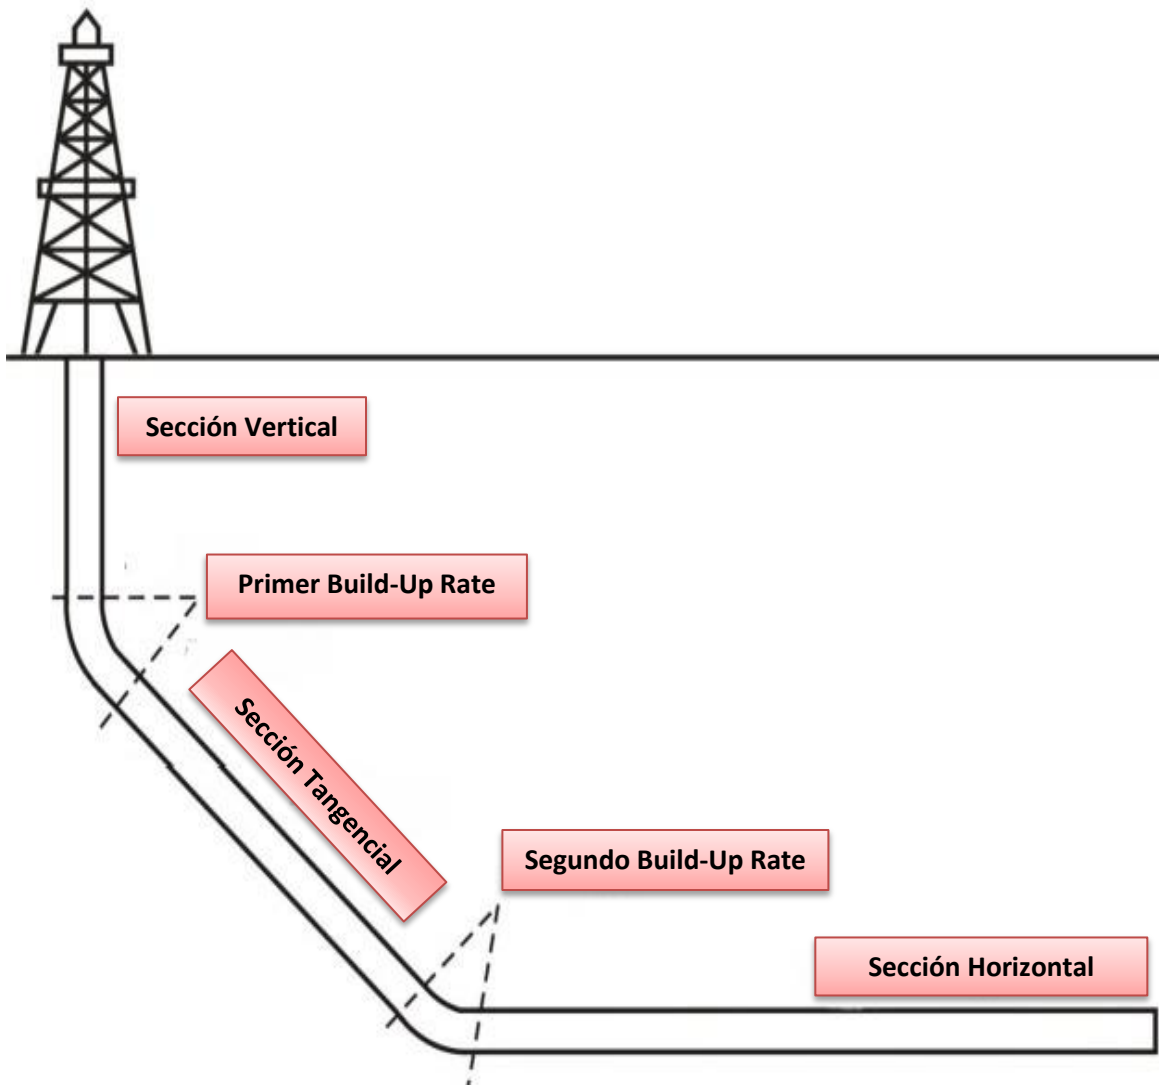 Sección Vertical
Primer Build-Up Rate
Sección Tangencial
Segundo Build-Up Rate
Sección Horizontal